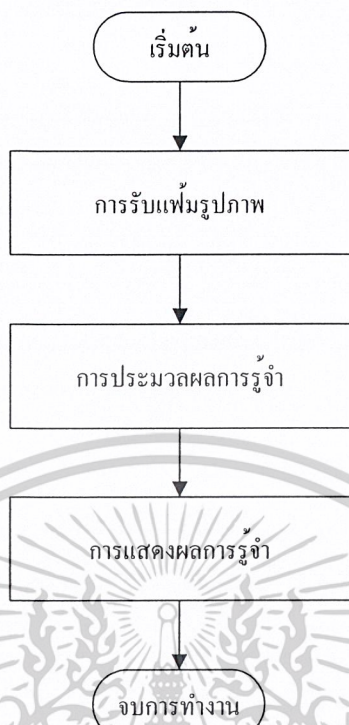 เริ่มต้น
การรับแฟ้มรูปภาพ
การประมวลผลการรู้จำ
การแสดงผลการรู้จำ
จบการทำงาน